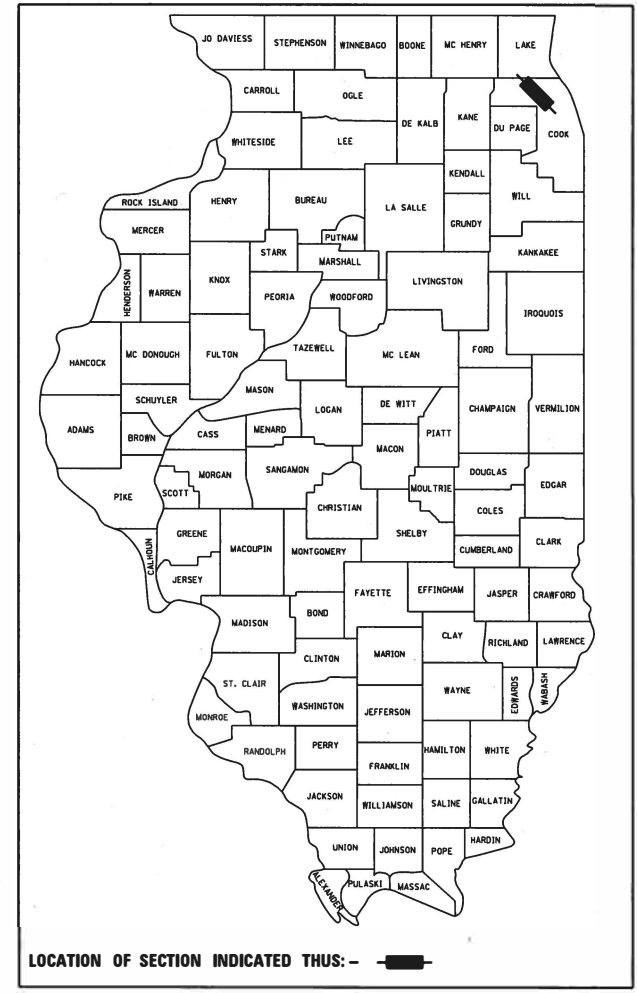 JO DAVIESS
STEPHENSON
WINNEBAGO
BOONE
MC HENRY
LAKE
CARROLL
OGLE
DE KALB
KANE
DU PAGE
COOK
WHITESIDE
LEE
KENDALL
WILL
ROCK ISLAND
HENRY
BUREAU
LA SALLE
GRUNDY
MERCER
PUTNAM
STARK
MARSHALL
KANKAKEE
HENDERSON
WARREN
KNOX
PEORIA
WOODFORD
LIVINGSTON
IROQUOIS
HANCOCK
MC DONOUGH
FULTON
TAZEWELL
MC LEAN
FORD
MASON
SCHUYLER
LOGAN
DE WITT
CHAMPAIGN
VERMILION
ADAMS
BROWN
CASS
MENARD
PIATT
MACON
SANGAMON
MORGAN
SCOTT
PIKE
CHRISTIAN
MOULTRIE
DOUGLAS
EDGAR
COLES
SHELBY
GREENE
MACOUPIN
MONTGOMERY
CUMBERLAND
CLARK
CALHOUN
JERSEY
FAYETTE
EFFINGHAM
JASPER
CRAWFORD
MADISON
BOND
CLAY
RICHLAND
LAWRENCE
CLINTON
MARION
ST. CLAIR
WAYNE
EDWARDS
WABASH
WASHINGTON
JEFFERSON
MONROE
RANDOLPH
PERRY
HAMILTON
WHITE
FRANKLIN
JACKSON
WILLIAMSON
SALINE
GALLATIN
UNION
JOHNSON
POPE
HARDIN
ALEXANDER
PULASKI
MASSAC
LOCATION OF SECTION INDICATED THUS: -